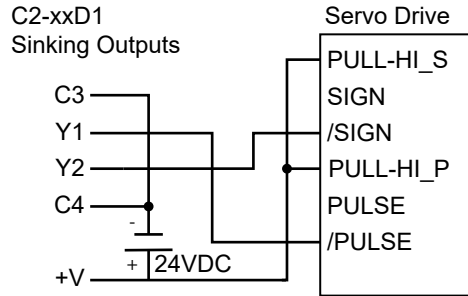 C2-xxD1
Sinking Outputs
Servo Drive
C3
Y1
Y2
C4
+V
-
+
24VDC
PULL-HI_S
SIGN
/SIGN
PULL-HI_P
PULSE
/PULSE